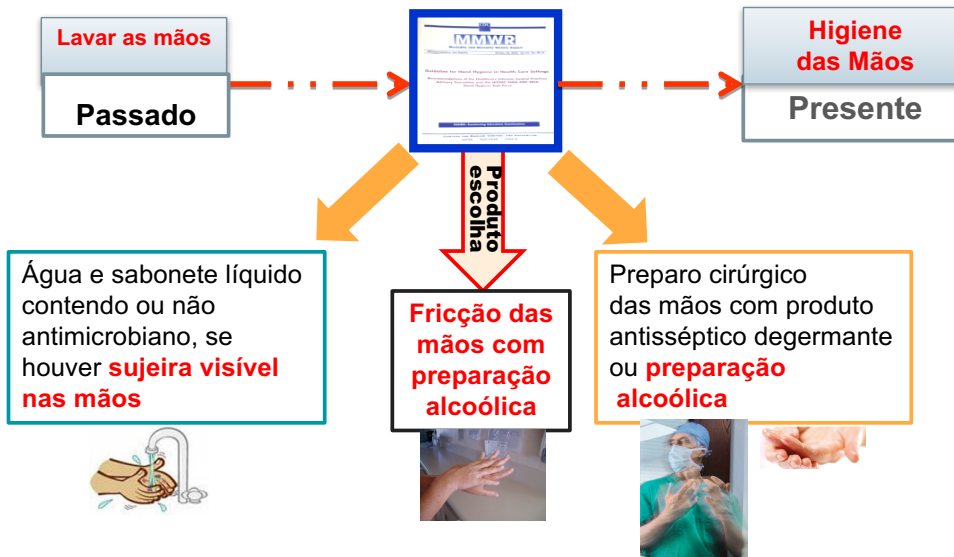 Lavar as mãos
Passado
MMWR
Higiene
das Mãos
Presente
Produto
escolha
Água e sabonete líquido
contendo ou não
antimicrobiano, se
houver sujeira visível
nas mãos
Fricção das
mãos com
preparação
alcoólica
Preparo cirúrgico
das mãos com produto
antisséptico degermante
ou preparação
alcoólica